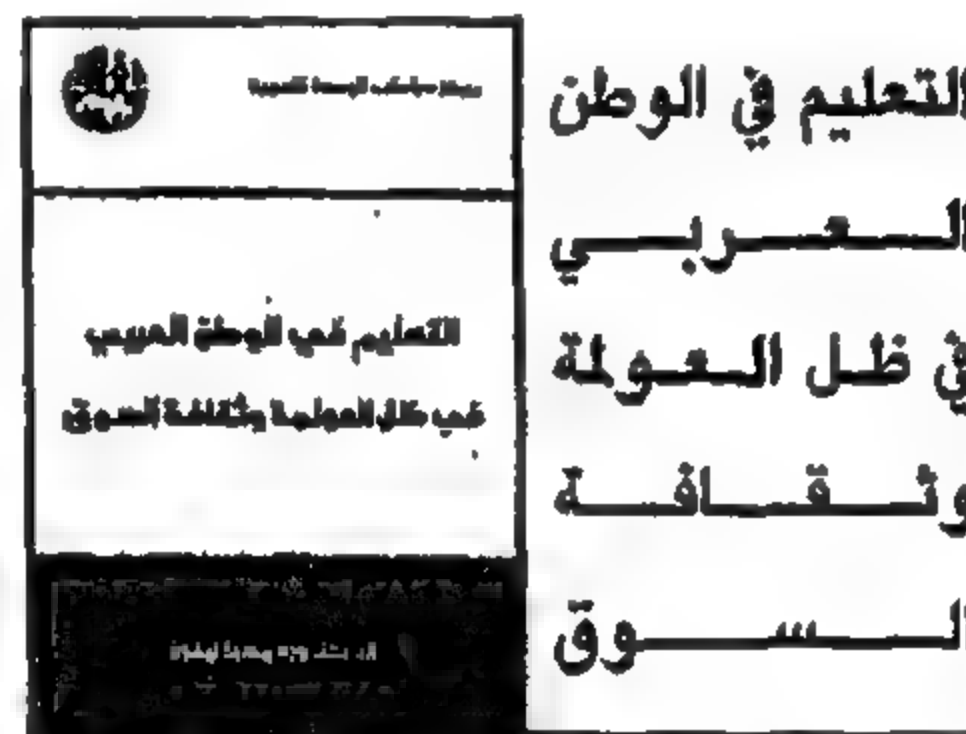 التعليم في الوطن
العربي
في ظل العولمة
وثقافة
السوق
التعليم في الوطن العربي
في ظل العولمة وثقافة السوق